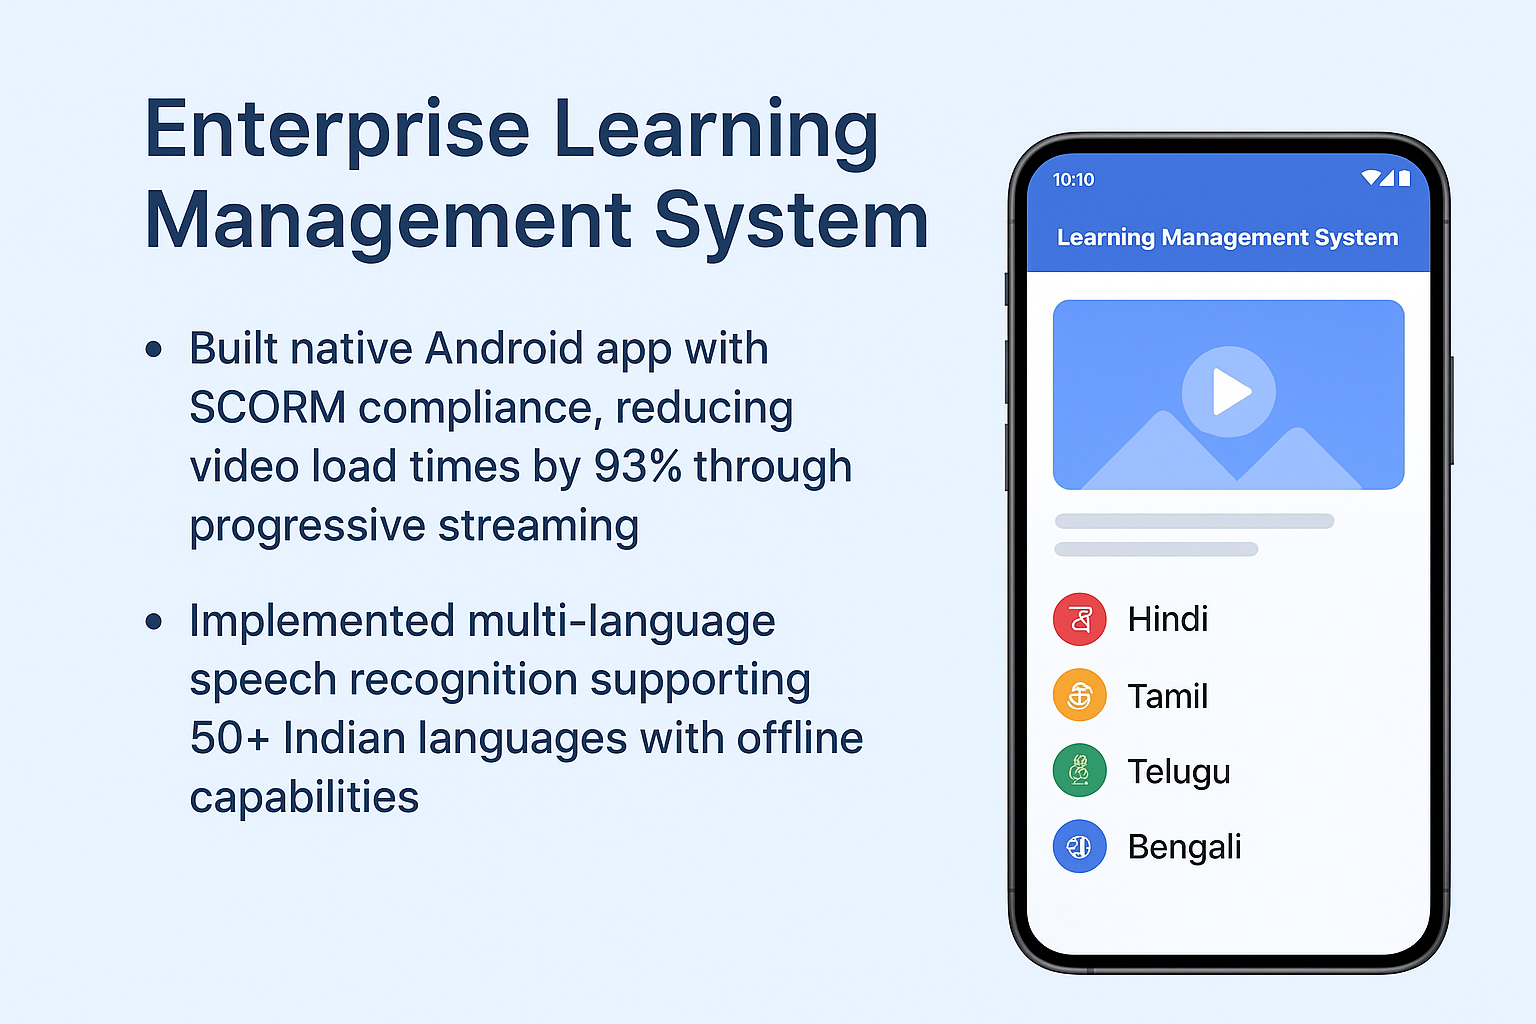 Enterprise Learning
Management System
• Built native Android app with
SCORM compliance, reducing
video load times by 93% through
progressive streaming
• Implemented multi-language
speech recognition supporting
50+ Indian languages with offline
capabilities
10:10
Learning Management System
Hindi
Tamil
Telugu
Bengali